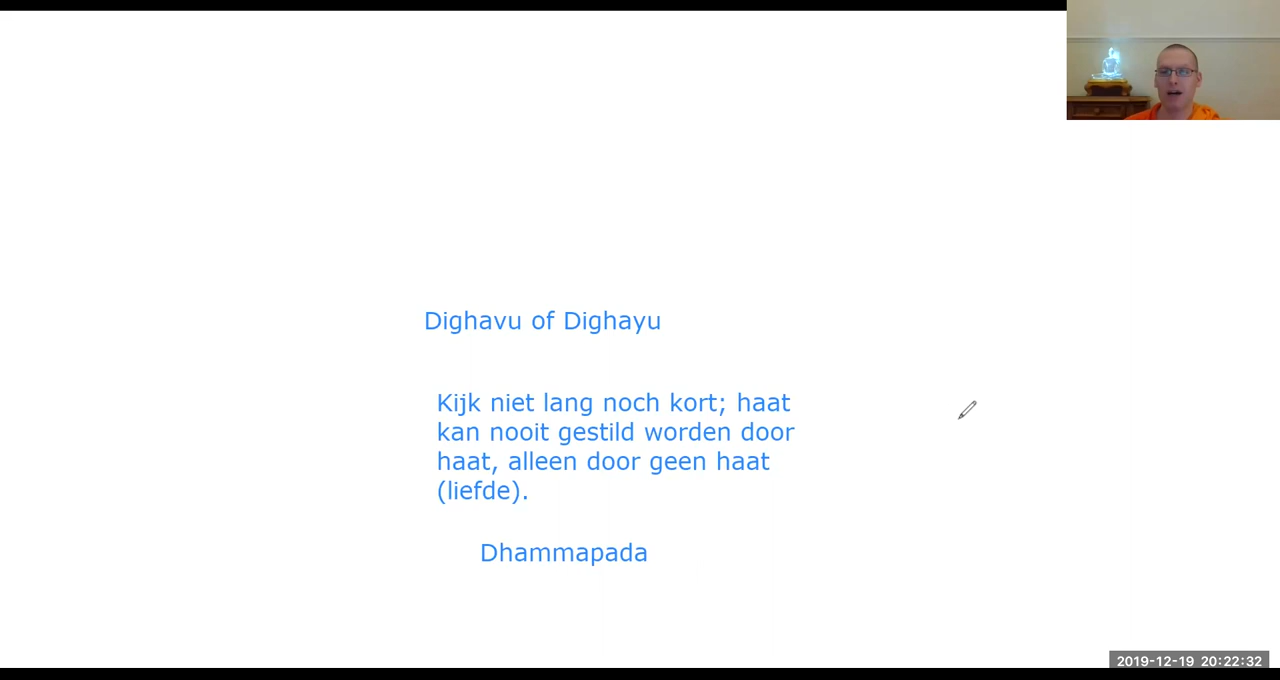 Dighavu of Dighayu
Kijk niet lang noch kort; haat
kan nooit gestild worden door
haat, alleen door geen haat
(liefde).
Dhammapada
2019-12-19 20:22:32